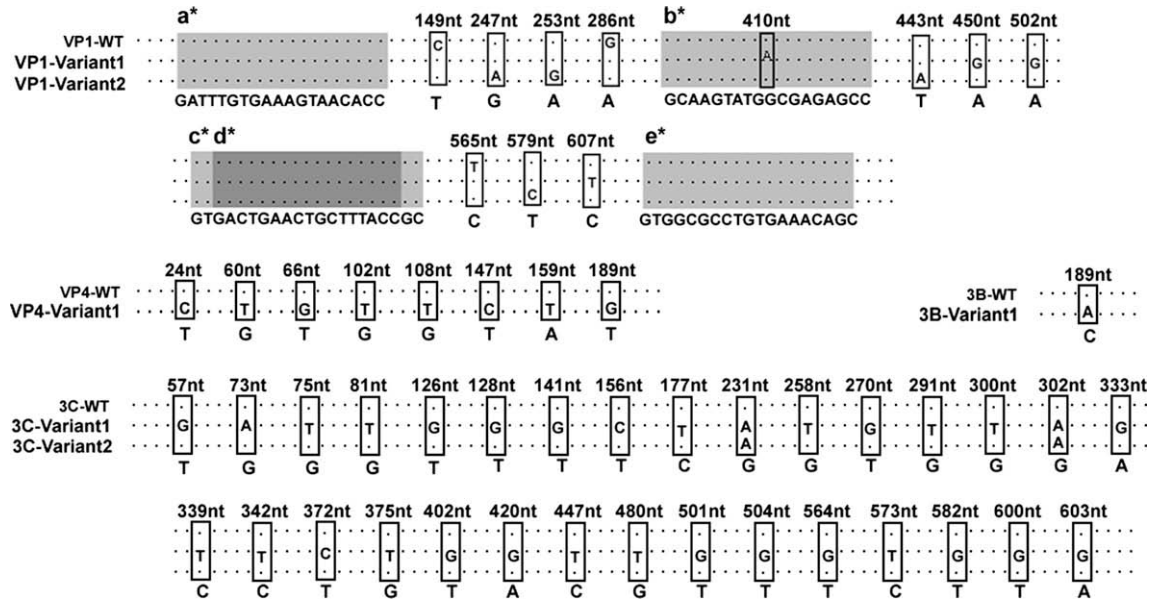 a* 149nt 247nt 253nt 286nt b* 410nt 443nt 450nt 502nt
VP1-WT C G
VP1-Variant1 A G G
VP1-Variant2 A G A
GATTTGTGAAAGTAACACC T G A A GCAAGTATGGCGAGAGCC T A A
c* d* 565nt 579nt 607nt e*
T
T
C
GTGACTGAACTGCTTTACCGC C T C GTGGCGCCTGTGAAACAGC
24nt 60nt 66nt 102nt 108nt 147nt 159nt 189nt
VP4-WT
VP4-Variant1 C T G T T C T G
T G T G G T A T
189nt
3B-WT
3B-Variant1 A
C
57nt 73nt 75nt 81nt 126nt 128nt 141nt 156nt 177nt 231nt 258nt 270nt 291nt 300nt 302nt 333nt
3C-WT
3C-Variant1 G A T T G G G C T A T G T T A G
3C-Variant2 A A
T G G G T T T T C G G T G G G A
339nt 342nt 372nt 375nt 402nt 420nt 447nt 480nt 501nt 504nt 564nt 573nt 582nt 600nt 603nt
T T C T G G T T G G G T G G G
C C T G T A C G T T T C T T A